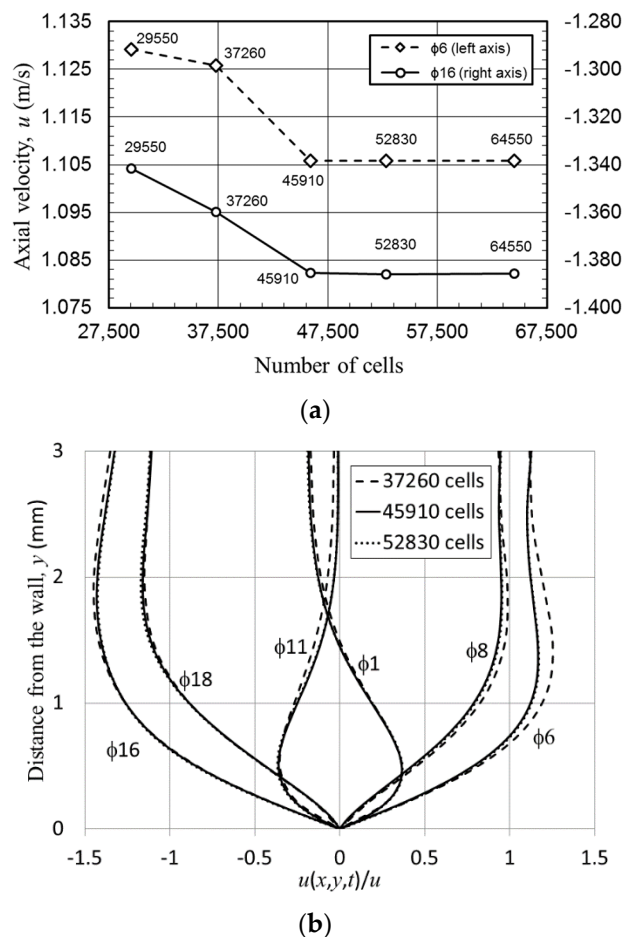 1.135
1.125
1.115
1.105
1.095
1.085
1.075
Axial velocity, u (m/s)
-1.280
-1.300
-1.320
-1.340
-1.360
-1.380
-1.400
ϕ6 (left axis)
ϕ16 (right axis)
29550
37260
45910
52830
64550
29550
37260
45910
52830
64550
27,500
37,500
47,500
57,500
67,500
Number of cells
(a)
3
2
1
0
Distance from the wall, y (mm)
37260 cells
45910 cells
52830 cells
ϕ11
ϕ1
ϕ8
ϕ18
ϕ16
ϕ6
-1.5
-1
-0.5
0
0.5
1
1.5
u(x,y,t)/u
(b)